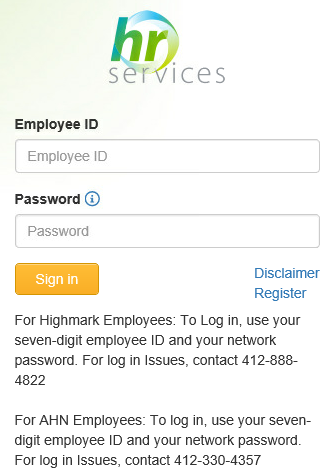 hr
services
Employee ID
Employee ID
Password
Password
Sign in
Disclaimer
Register
For Highmark Employees: To Log in, use your
seven-digit employee ID and your network
password. For log in Issues, contact 412-888-
4822
For AHN Employees: To log in, use your seven-
digit employee ID and your network password.
For log in Issues, contact 412-330-4357